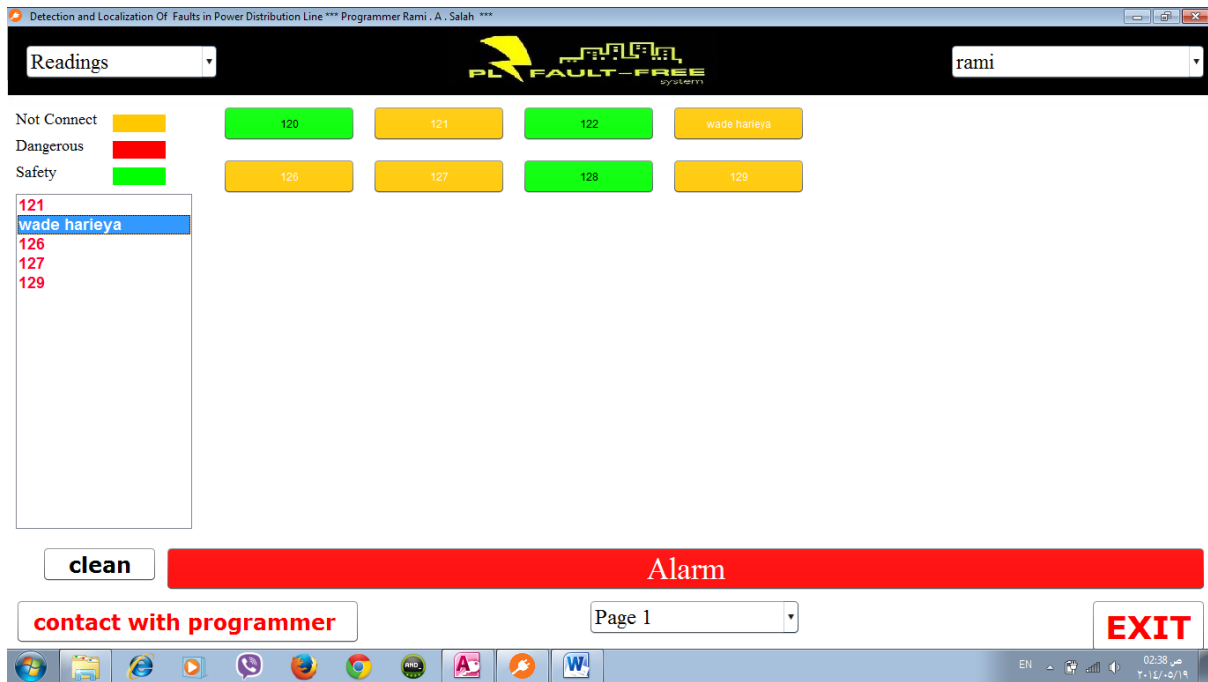 Detection and Localization Of Faults in Power Distribution Line *** Programmer Rami . A . Salah ***
Readings
PL FAULT-FREE
system
rami
Not Connect
Dangerous
Safety
120 121 122 wade harieya
126 127 128 129
121
wade harieya
126
127
129
clean
Alarm
contact with programmer
Page 1
EXIT
EN
02:38 ص
٢٠١٤/٠٥/١٩